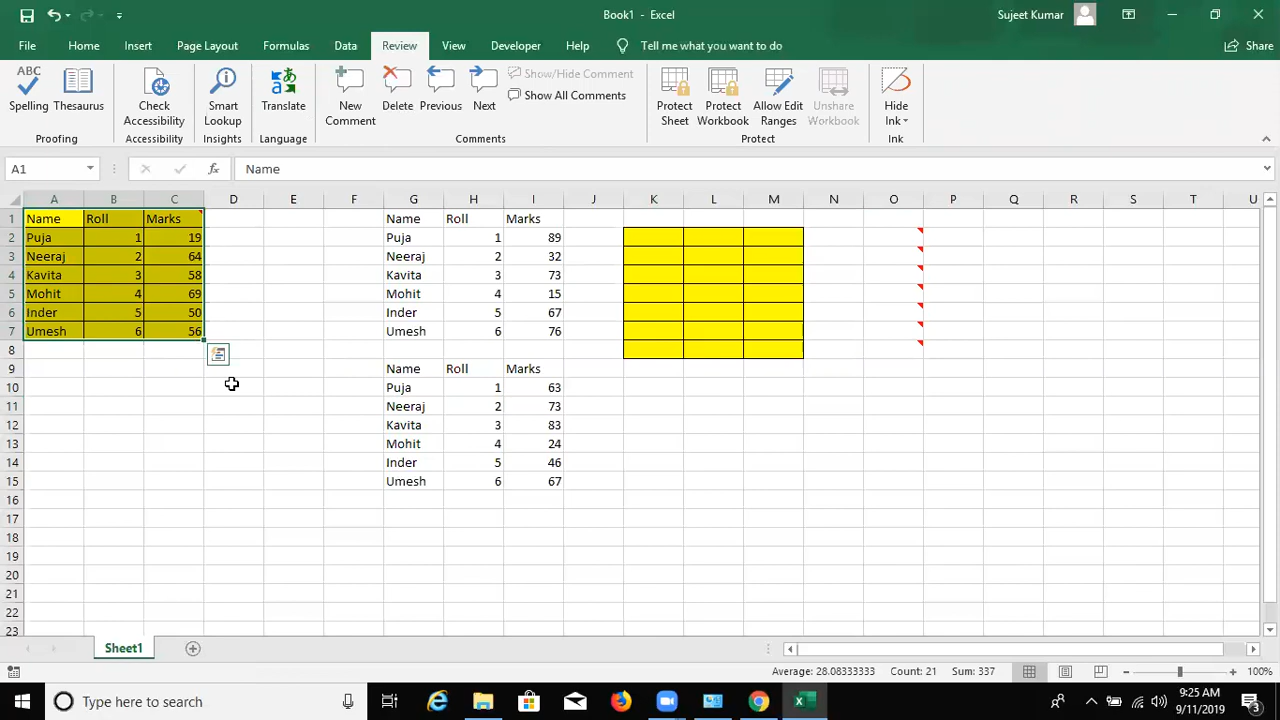 Book1 - Excel
Sujeet Kumar
File Home Insert Page Layout Formulas Data Review View Developer Help Tell me what you want to do Share
ABC
Spelling
Thesaurus
Check Accessibility
Smart Lookup
Translate
New Comment
Delete
Previous
Next
Show/Hide Comment
Show All Comments
Protect Sheet
Protect Workbook
Allow Edit Ranges
Unshare Workbook
Hide Ink
Proofing Accessibility Insights Language Comments Protect Ink
A1 fx Name
A B C D E F G H I J K L M N O P Q R S T U
1 Name Roll Marks Name Roll Marks
2 Puja 1 19 Puja 1 89
3 Neeraj 2 64 Neeraj 2 32
4 Kavita 3 58 Kavita 3 73
5 Mohit 4 69 Mohit 4 15
6 Inder 5 50 Inder 5 67
7 Umesh 6 56 Umesh 6 76
8
9 Name Roll Marks
10 Puja 1 63
11 Neeraj 2 73
12 Kavita 3 83
13 Mohit 4 24
14 Inder 5 46
15 Umesh 6 67
16
17
18
19
20
21
22
23
Sheet1
Average: 28.08333333 Count: 21 Sum: 337 100%
Type here to search
9:25 AM
9/11/2019
3